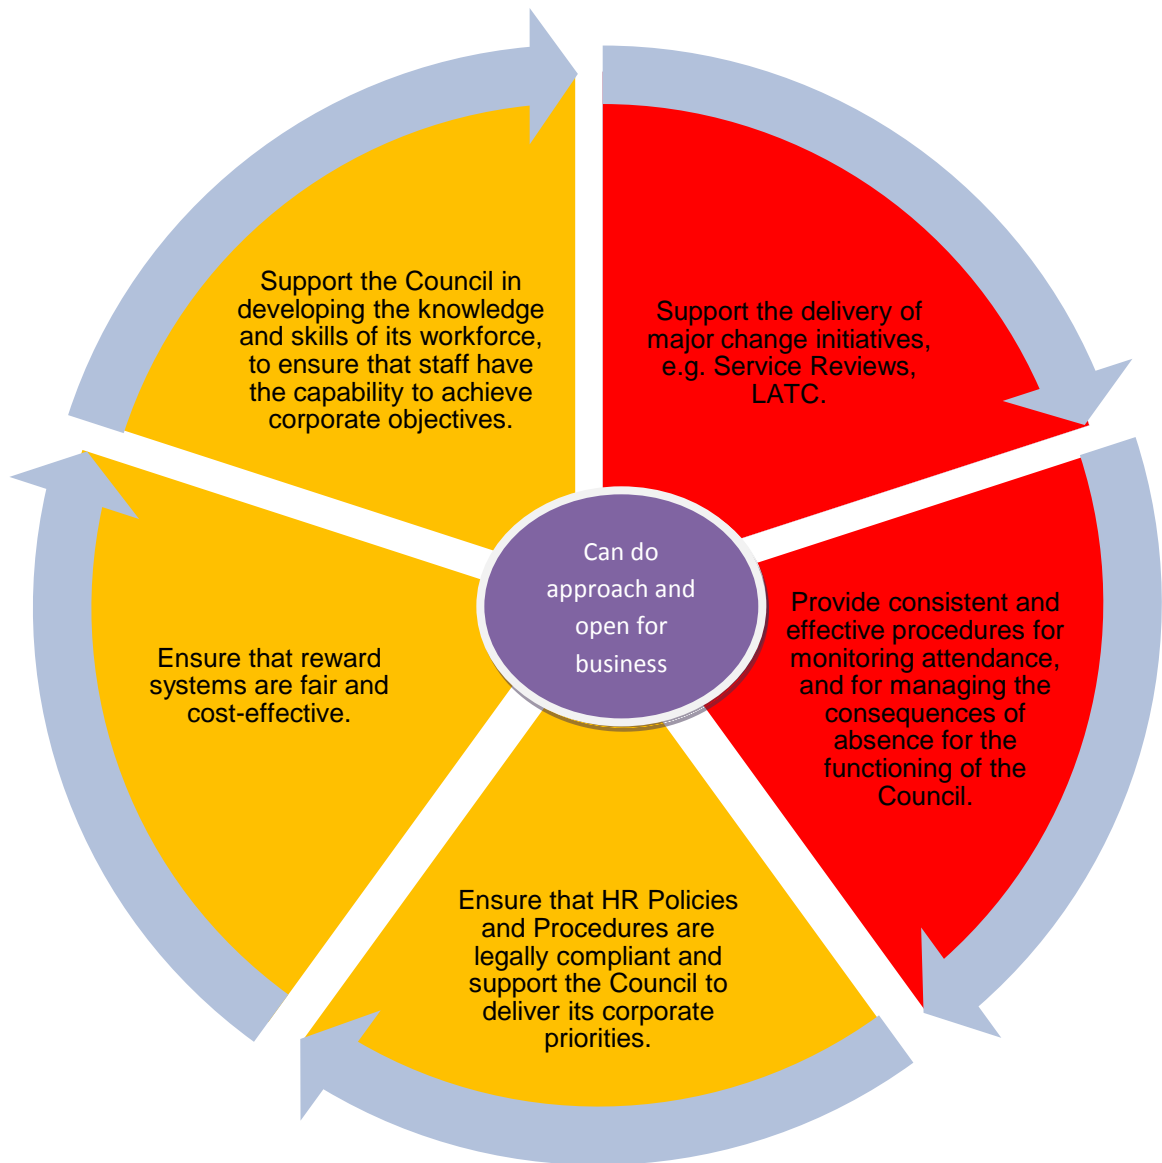 Support the Council in
developing the knowledge
and skills of its workforce,
to ensure that staff have
the capability to achieve
corporate objectives.
Support the delivery of
major change initiatives,
e.g. Service Reviews,
LATC.
Can do
approach and
open for
business
Provide consistent and
effective procedures for
monitoring attendance,
and for managing the
consequences of
absence for the
functioning of the
Council.
Ensure that reward
systems are fair and
cost-effective.
Ensure that HR Policies
and Procedures are
legally compliant and
support the Council to
deliver its corporate
priorities.